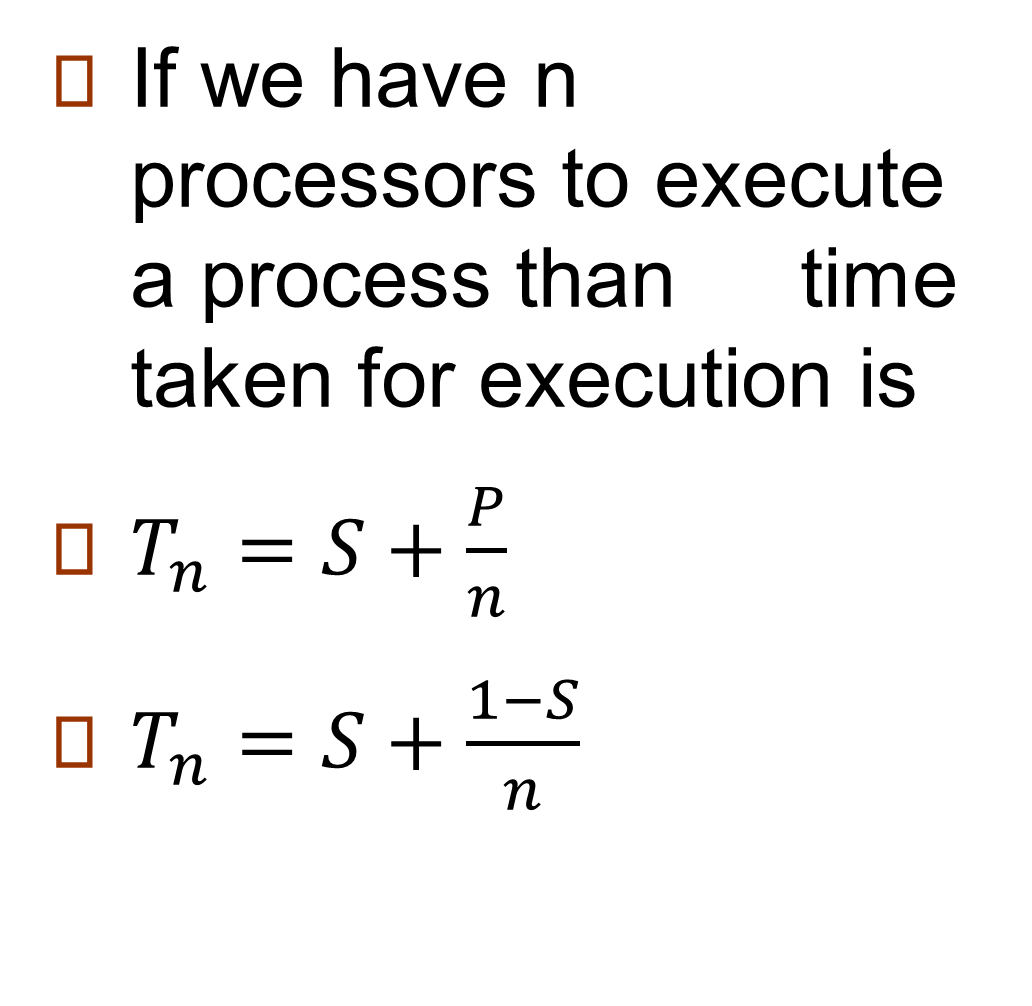 If we have n
processors to execute
a process than time
taken for execution is
Tₙ = S + P/n
Tₙ = S + (1−S)/n